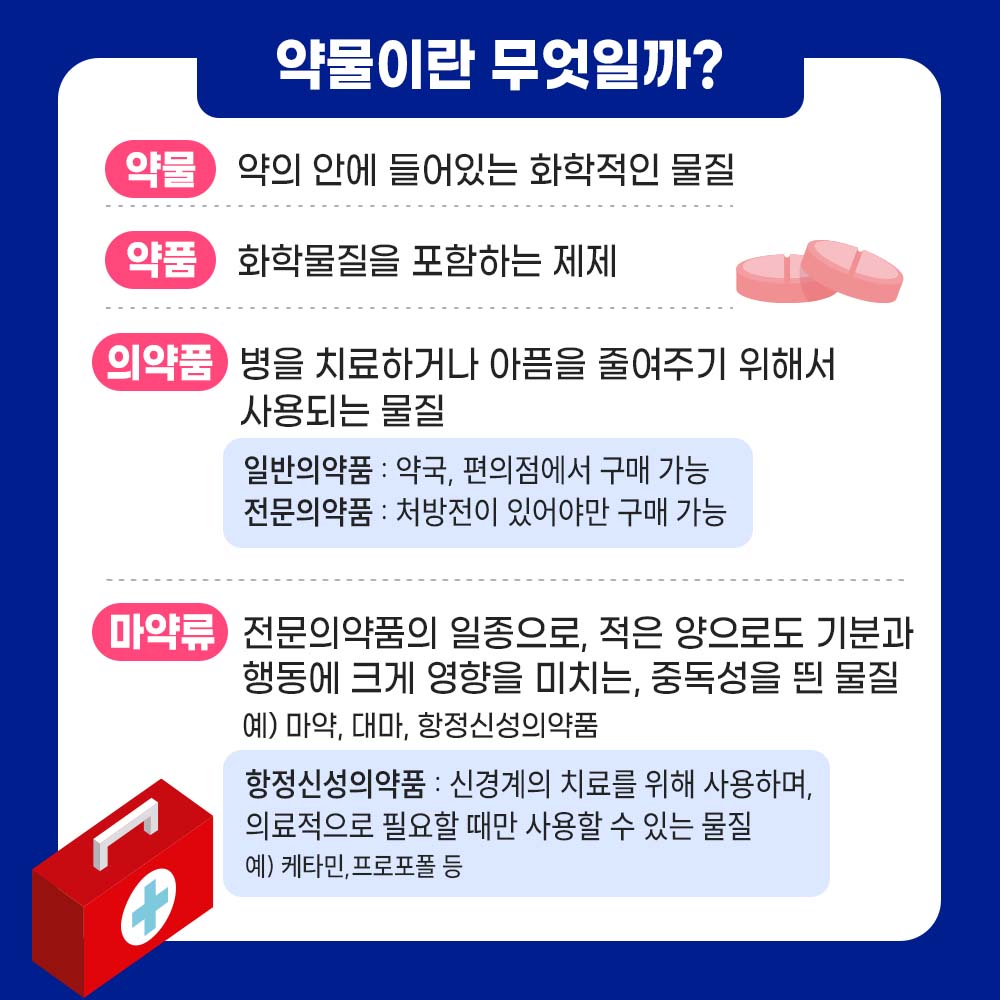 약물이란 무엇일까?
약물 약의 안에 들어있는 화학적인 물질
약품 화학물질을 포함하는 제제
의약품 병을 치료하거나 아픔을 줄여주기 위해서
사용되는 물질
일반의약품 : 약국, 편의점에서 구매 가능
전문의약품 : 처방전이 있어야만 구매 가능
마약류 전문의약품의 일종으로, 적은 양으로도 기분과
행동에 크게 영향을 미치는, 중독성을 띈 물질
예) 마약, 대마, 항정신성의약품
항정신성의약품 : 신경계의 치료를 위해 사용하며,
의료적으로 필요할 때만 사용할 수 있는 물질
예) 케타민,프로포폴 등